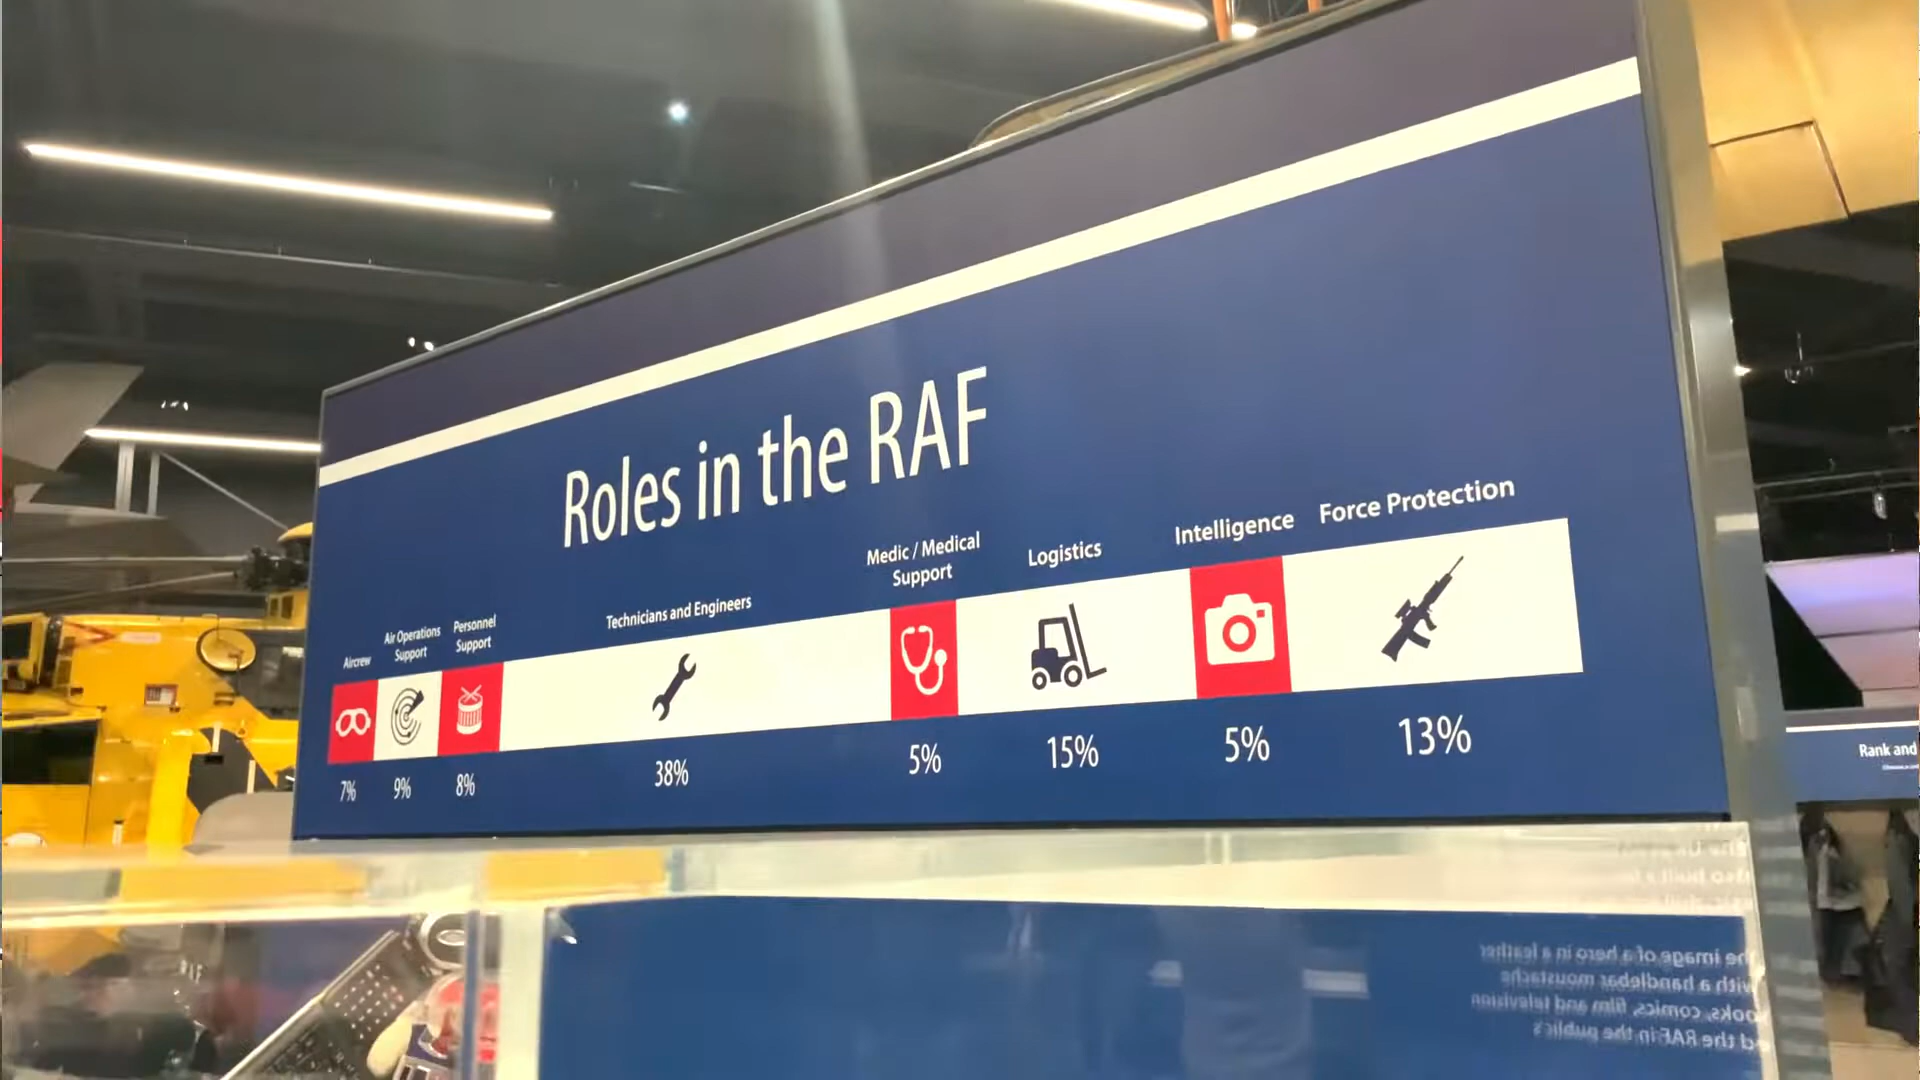 Roles in the RAF
Aircrew
Air Operations
Support
Personnel
Support
Technicians and Engineers
Medic / Medical
Support
Logistics
Intelligence
Force Protection
7%
9%
8%
38%
5%
15%
5%
13%
Rank and
the image of a hero in a leather
with a handlebar moustache
ooks, comics, film and television
d the RAF in the public's